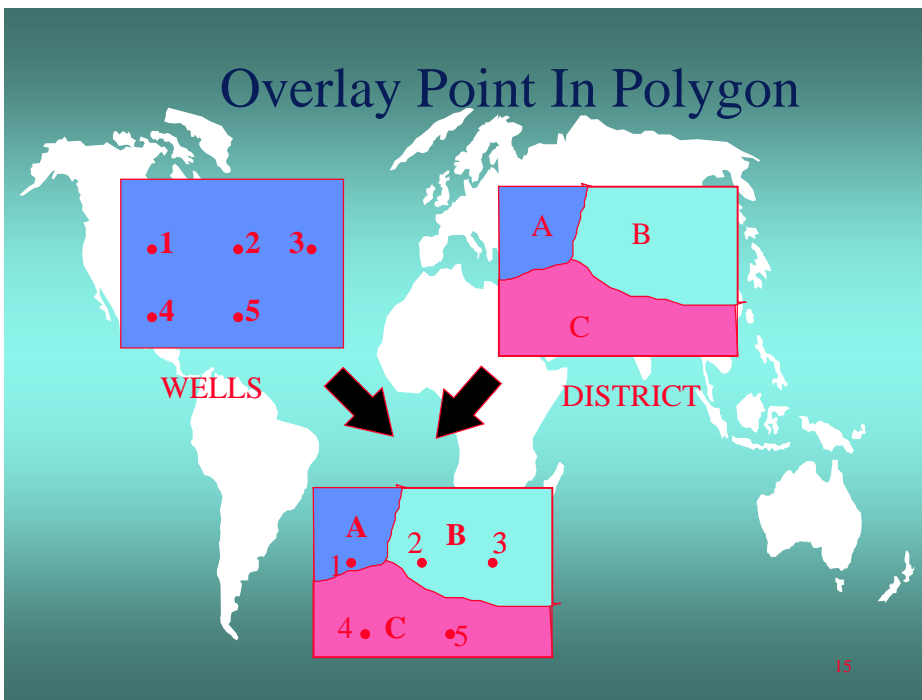 Overlay Point In Polygon
1 2 3
4 5
WELLS
A B
C
DISTRICT
A B
1 2 3
4 C 5
15